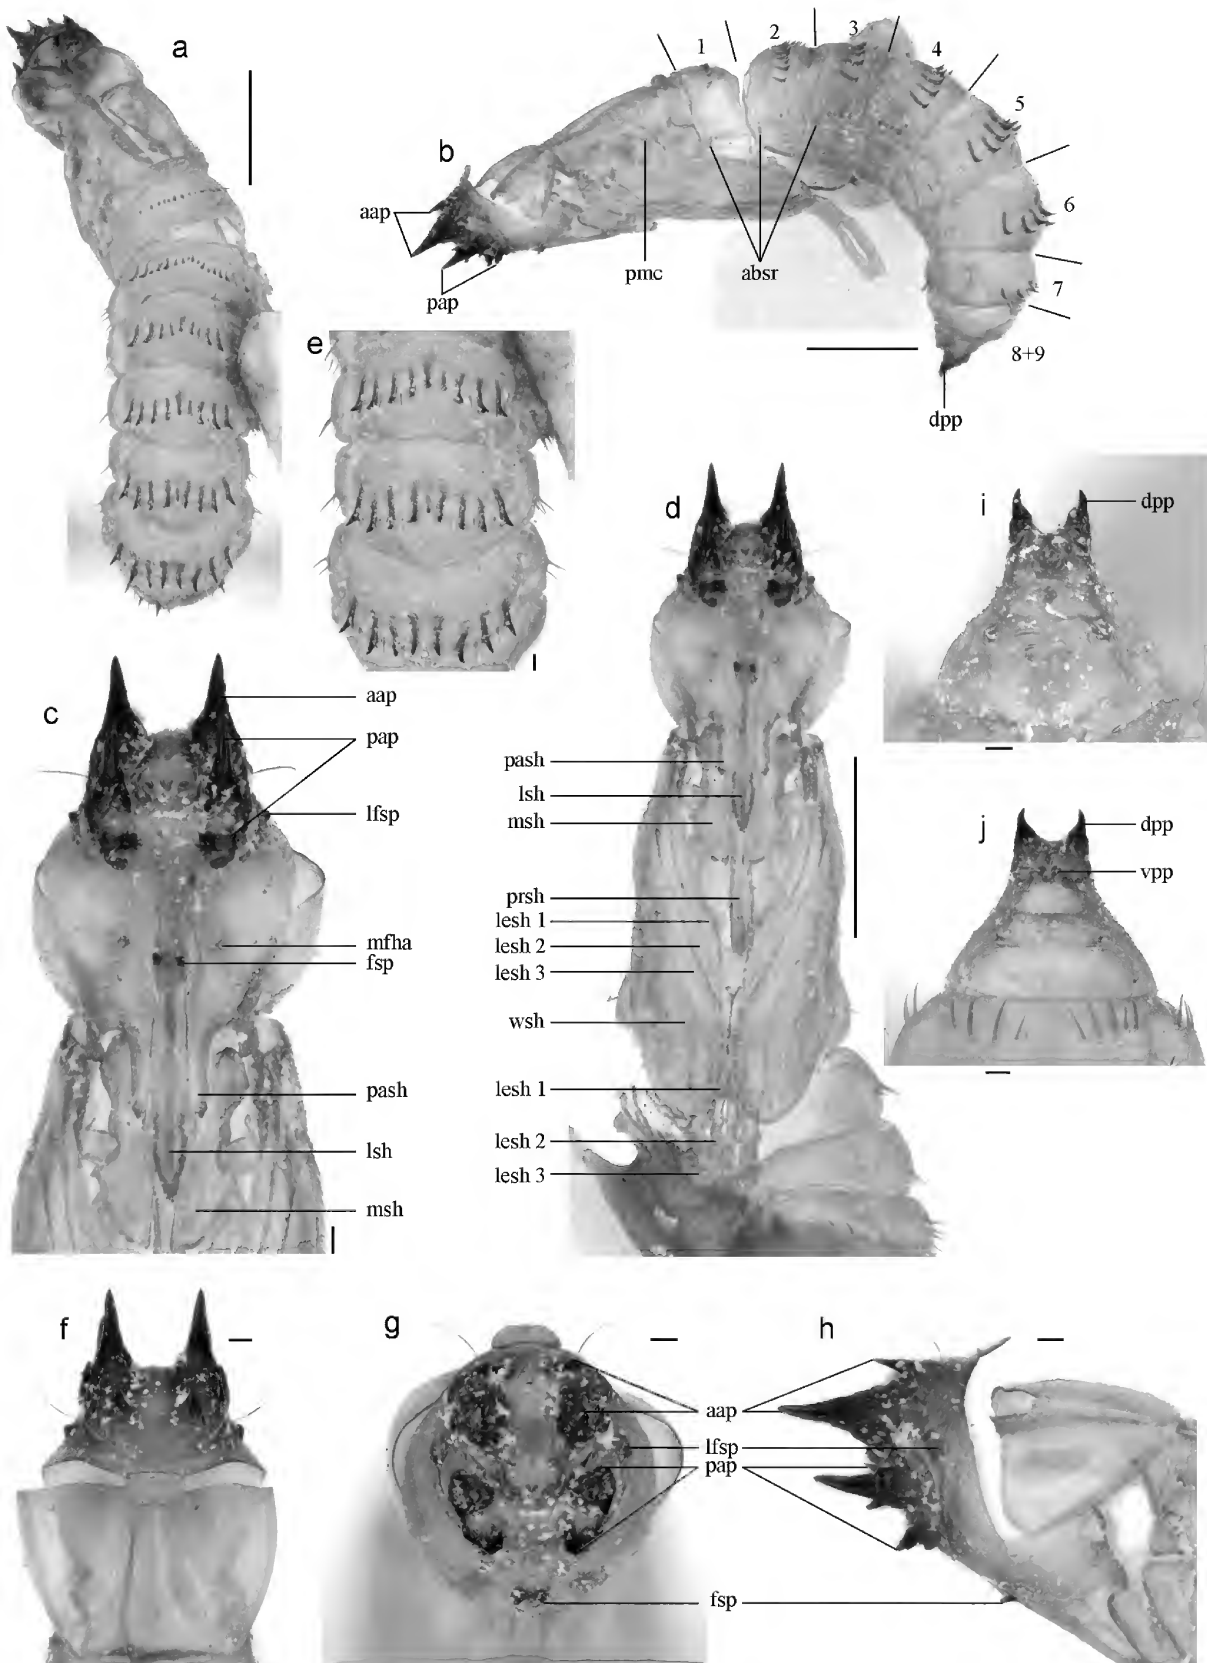 a
b
1
2
3
4
5
6
7
8+9
aap
pap
pmc
absr
dpp
e
c
aap
pap
lfsp
mfha
fsp
pash
lsh
msh
d
pash
lsh
msh
prsh
lesh 1
lesh 2
lesh 3
wsh
lesh 1
lesh 2
lesh 3
i
dpp
j
dpp
vpp
f
g
h
aap
lfsp
pap
fsp